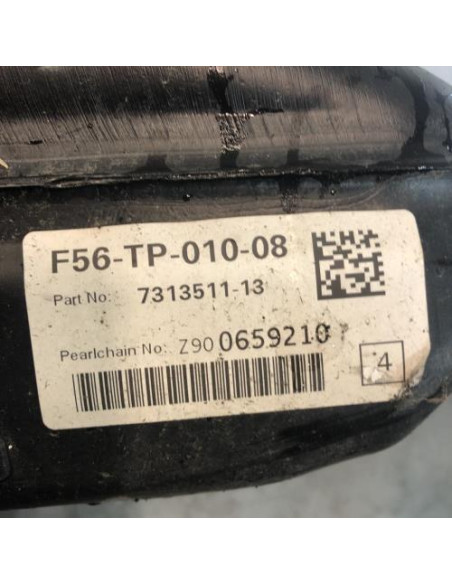 F56-TP-010-08
Part No: 7313511-13
Pearlchain No: Z90 0659210
4